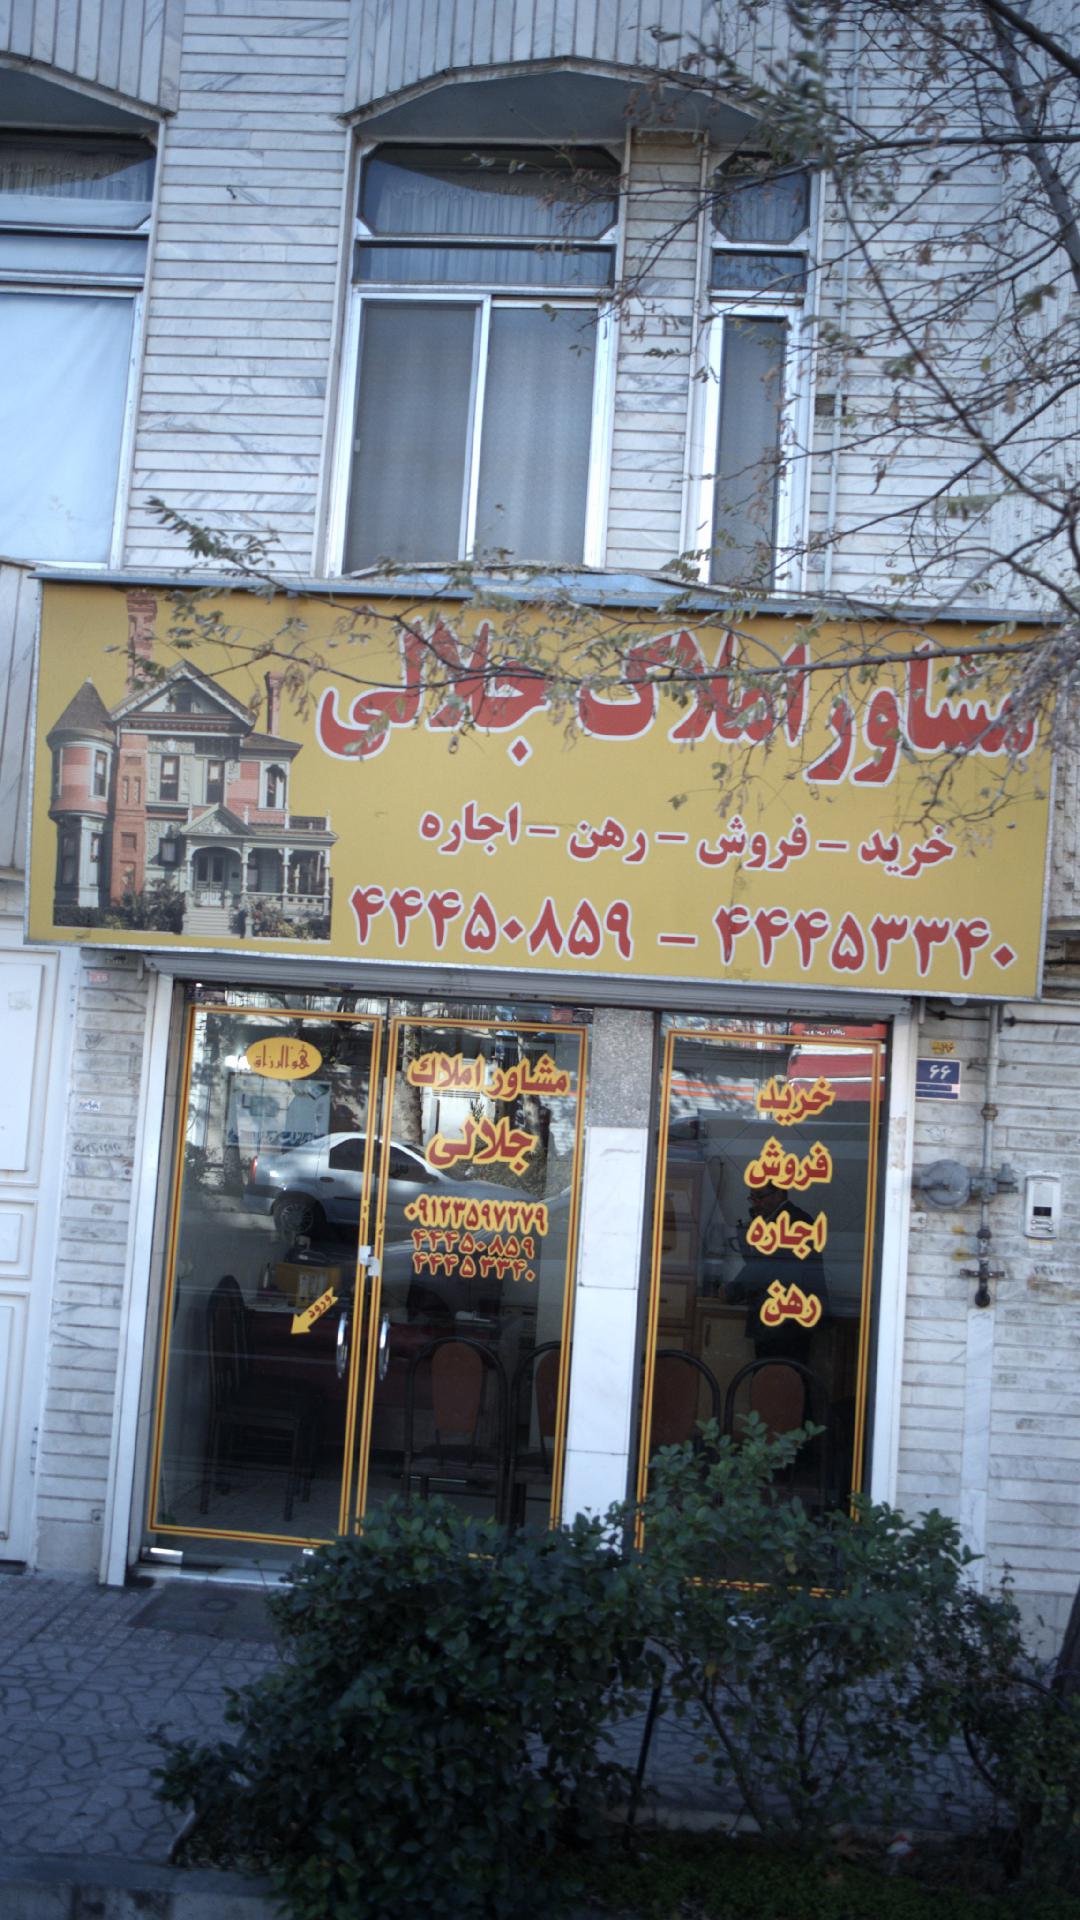 مشاور املاک جلالی
خرید – فروش – رهن – اجاره
۴۴۴۵۰۸۵۹ – ۴۴۴۵۳۳۴۰
هوالرزاق
مشاور املاک
جلالی
۰۹۱۲۳۵۹۷۲۷۹
۴۴۴۵۰۸۵۹
۴۴۴۵۳۳۴۰
ورود
خرید
فروش
اجاره
رهن
۶۶